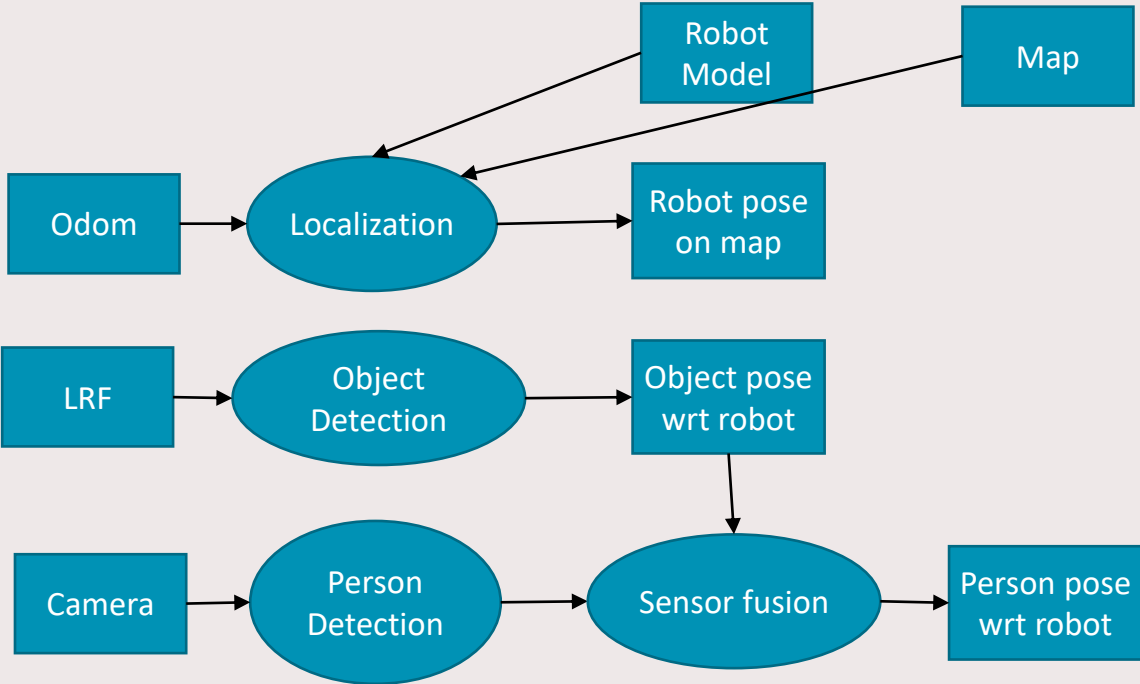 Robot
Model
Map
Odom
Localization
Robot pose
on map
LRF
Object
Detection
Object pose
wrt robot
Camera
Person
Detection
Sensor fusion
Person pose
wrt robot